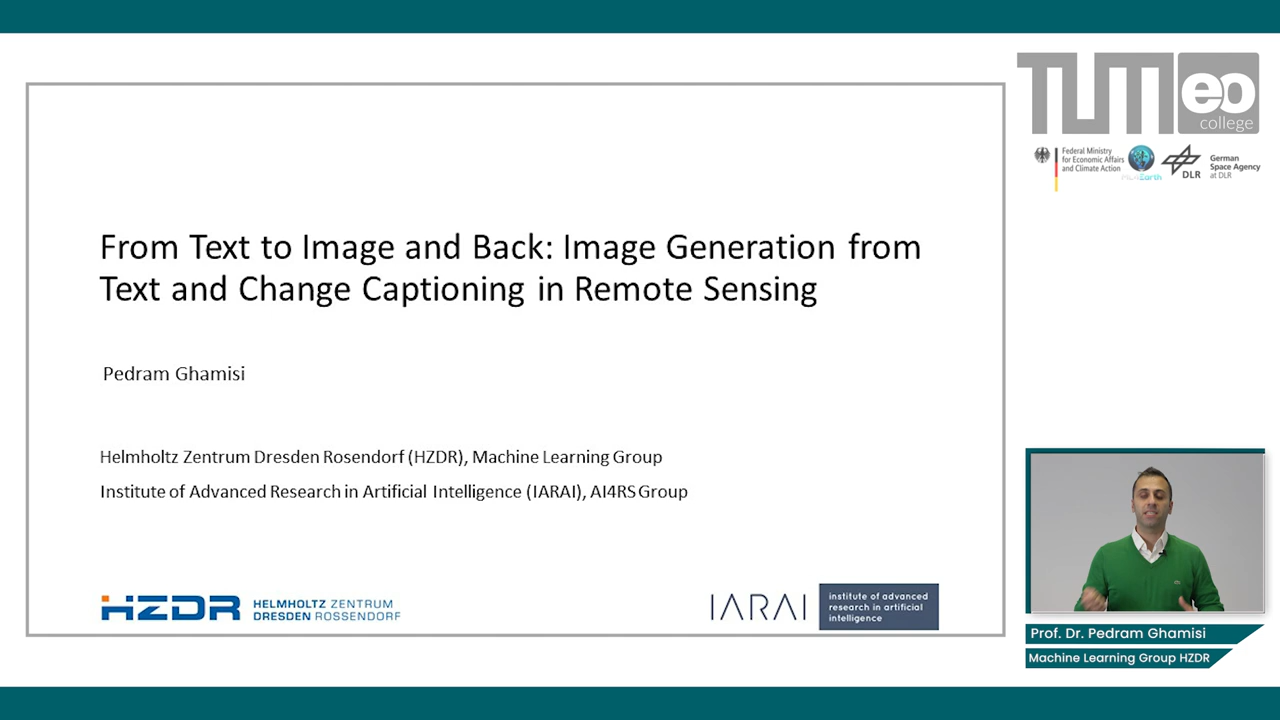 TUM eo
college
Federal Ministry
for Economic Affairs
and Climate Action
ML4Earth
DLR
German
Space Agency
at DLR
From Text to Image and Back: Image Generation from
Text and Change Captioning in Remote Sensing
Pedram Ghamisi
Helmholtz Zentrum Dresden Rosendorf (HZDR), Machine Learning Group
Institute of Advanced Research in Artificial Intelligence (IARAI), AI4RS Group
HZDR
HELMHOLTZ ZENTRUM
DRESDEN ROSSENDORF
IARAI
institute of advanced
research in artificial
intelligence
Prof. Dr. Pedram Ghamisi
Machine Learning Group HZDR